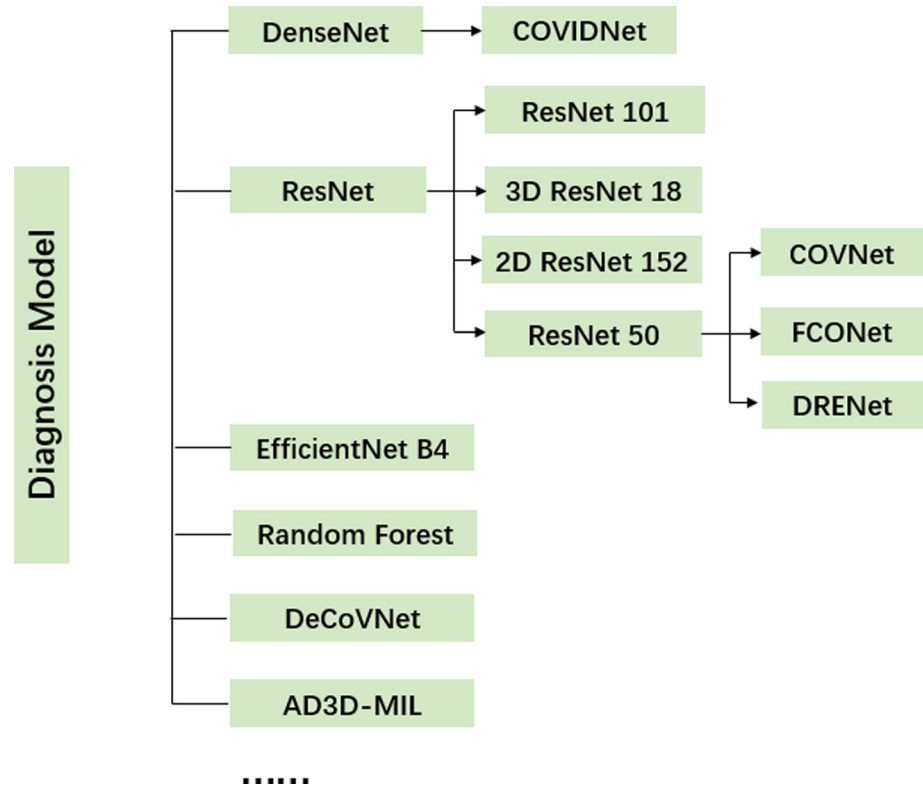 Diagnosis Model
DenseNet
COVIDNet
ResNet
ResNet 101
3D ResNet 18
2D ResNet 152
ResNet 50
COVNet
FCONet
DRENet
EfficientNet B4
Random Forest
DeCoVNet
AD3D-MIL
......